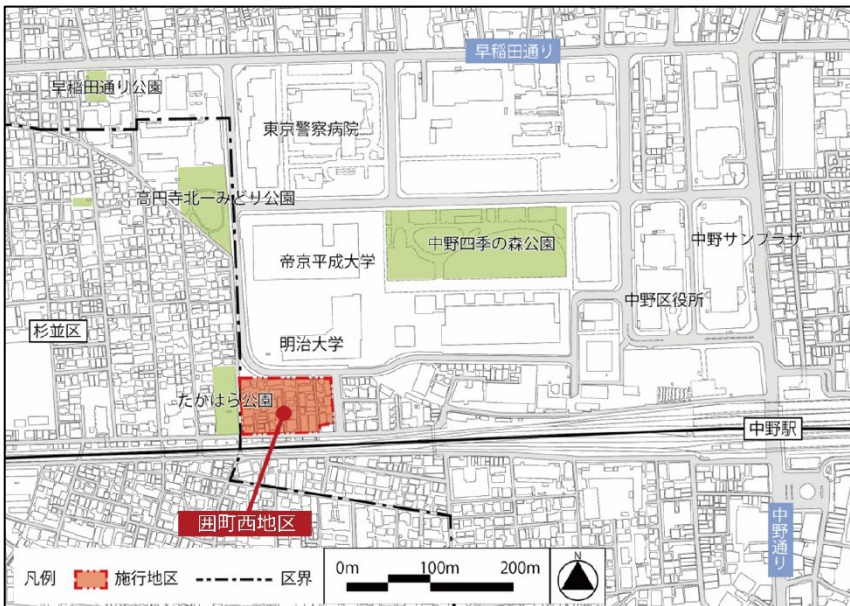 早稲田通り
早稲田通り公園
東京警察病院
高円寺北一みどり公園
中野四季の森公園
中野サンプラザ
帝京平成大学
中野区役所
杉並区
明治大学
たかはら公園
中野駅
囲町西地区
中野通り
凡例
施行地区
区界
0m
100m
200m
N